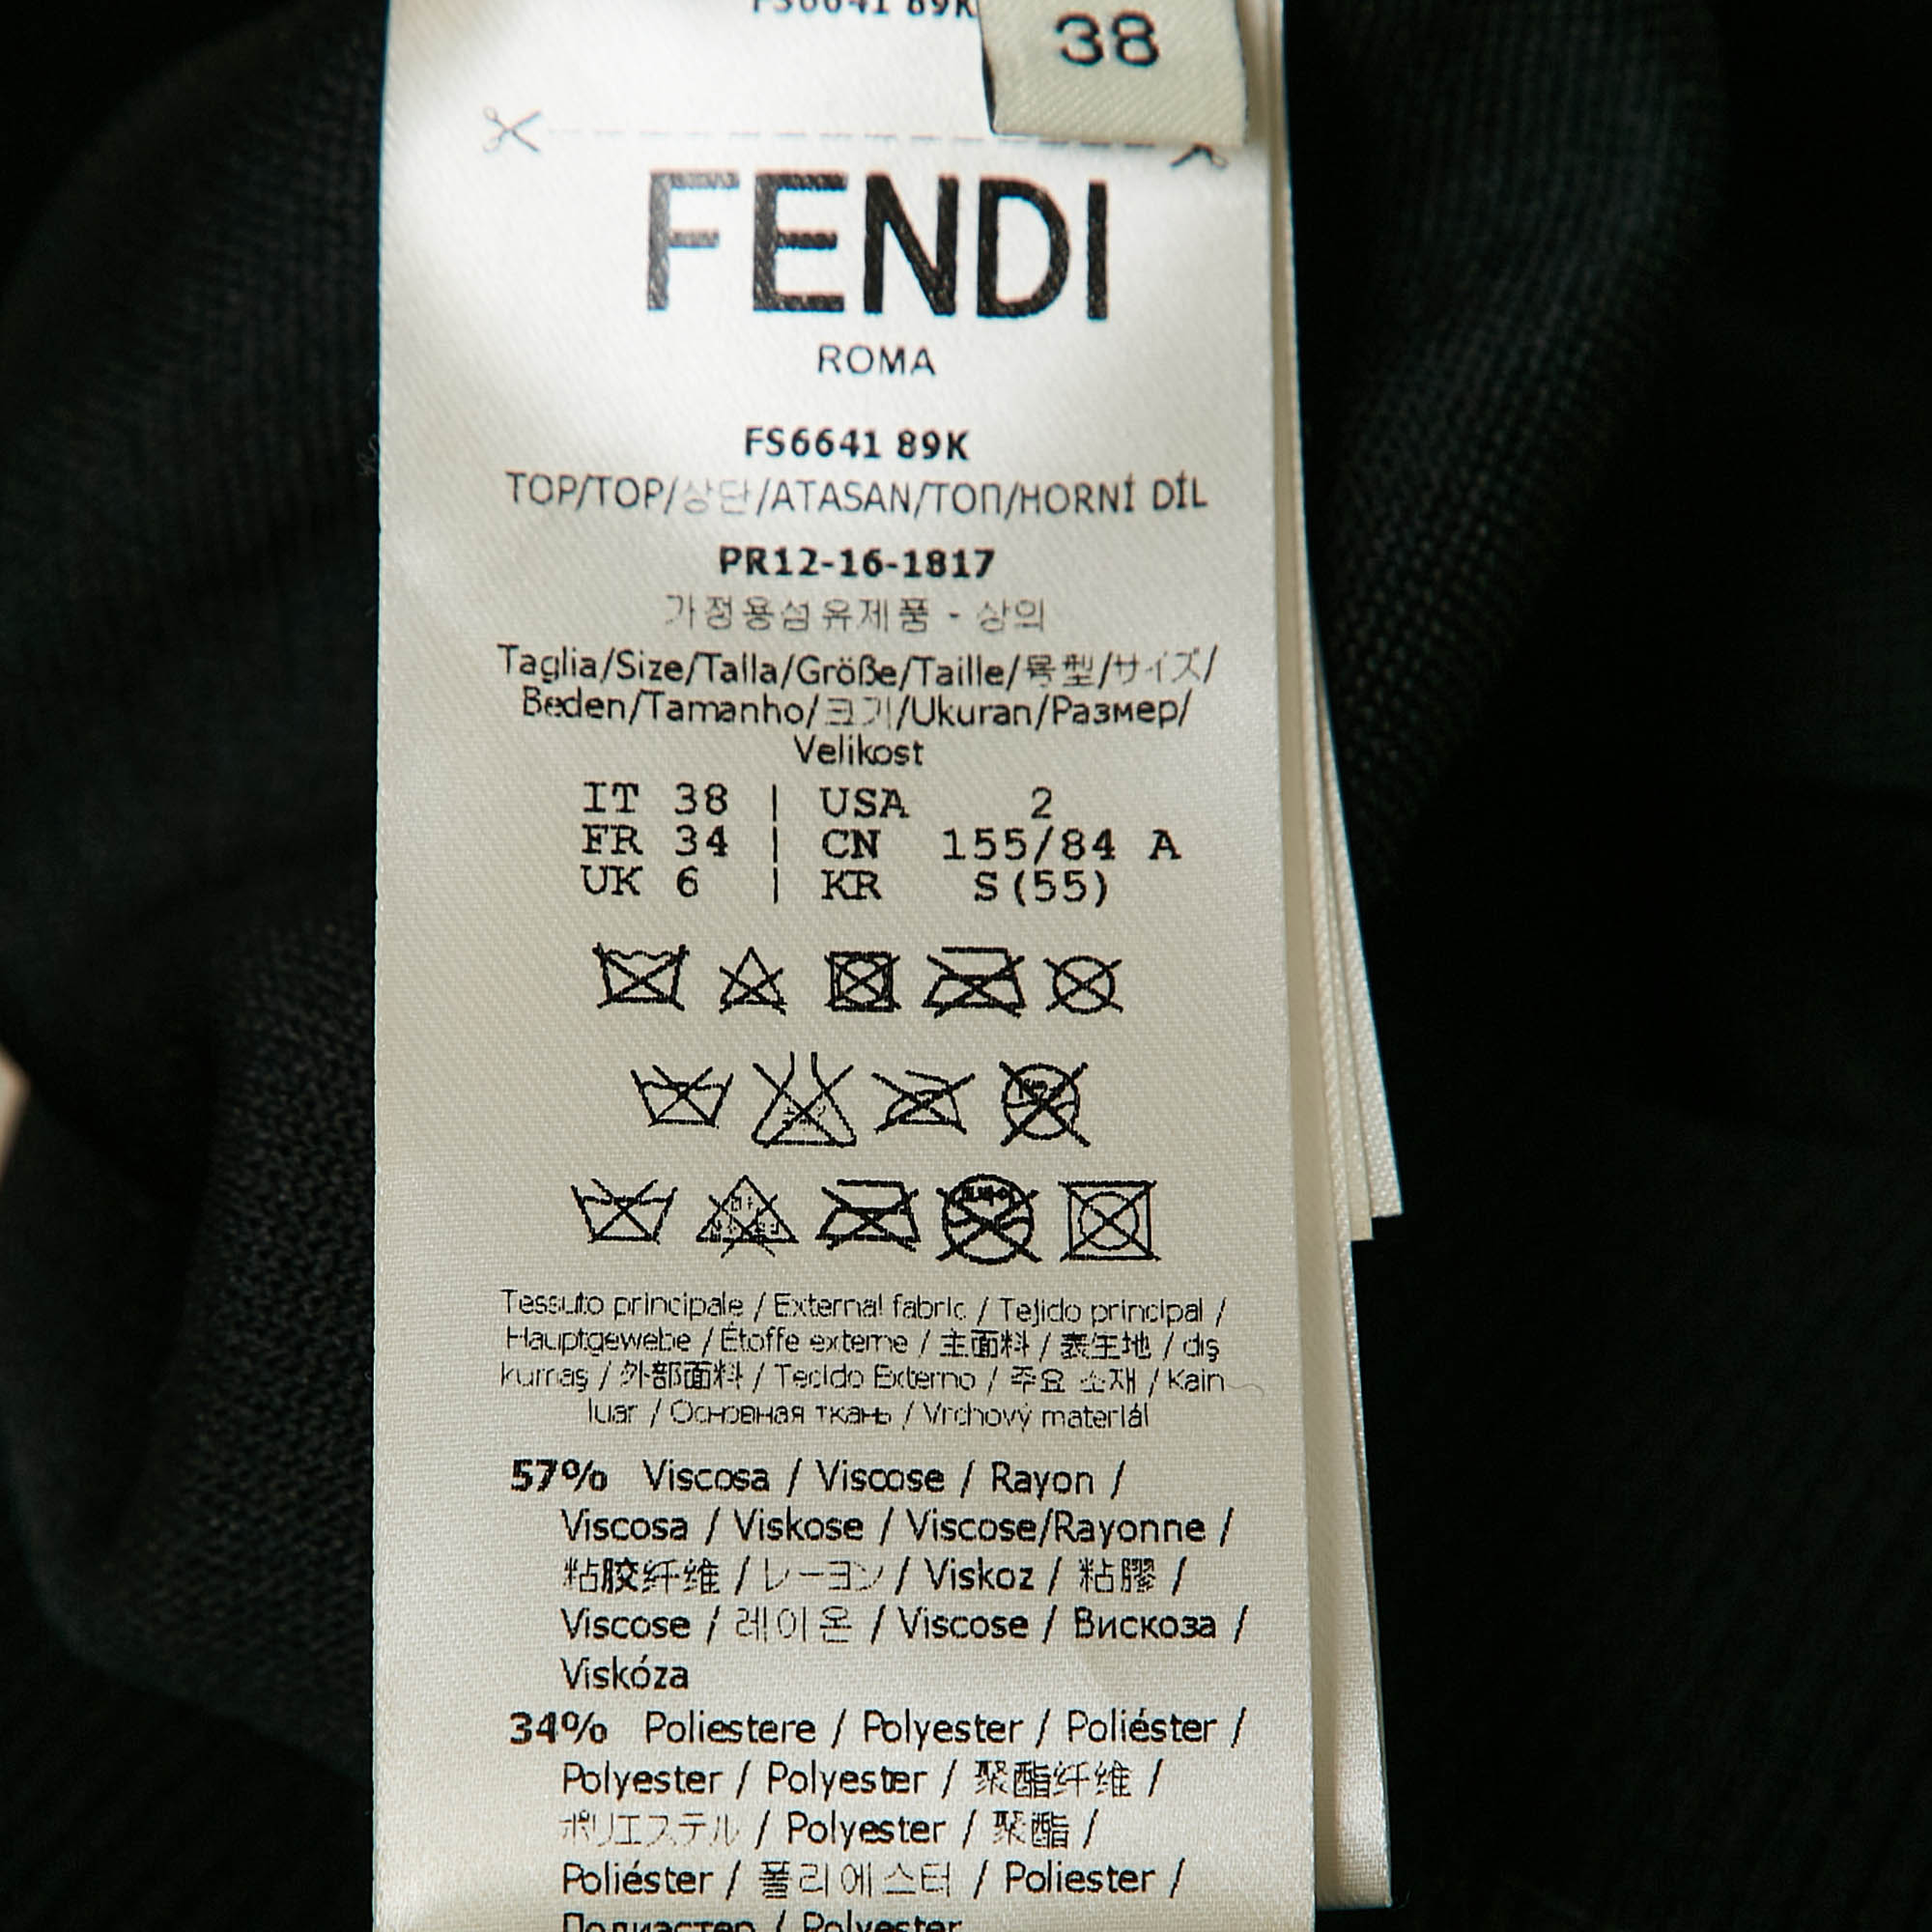 FS6641 89K
38
FENDI
ROMA
FS6641 89K
TOP/TOP/상단/ATASAN/ТОП/HORNÍ DÍL
PR12-16-1817
가정용섬유제품 - 상의
Taglia/Size/Talla/Größe/Taille/号型/サイズ/
Beden/Tamanho/크기/Ukuran/Размер/
Velikost
IT 38 | USA 2
FR 34 | CN 155/84 A
UK 6 | KR S(55)
Tessuto principale / External fabric / Tejido principal /
Hauptgewebe / Étoffe externe / 主面料 / 表生地 / dış
kumaş / 外部面料 / Tecido Externo / 주요 소재 / Kain
luar / Основная ткань / Vrchový materiál
57% Viscosa / Viscose / Rayon /
Viscosa / Viskose / Viscose/Rayonne /
粘胶纤维 / レーヨン / Viskoz / 粘膠 /
Viscose / 레이온 / Viscose / Вискоза /
Viskóza
34% Poliestere / Polyester / Poliéster /
Polyester / Polyester / 聚酯纤维 /
ポリエステル / Polyester / 聚酯 /
Poliéster / 폴리에스터 / Poliester /
Полиэстер / Polyester